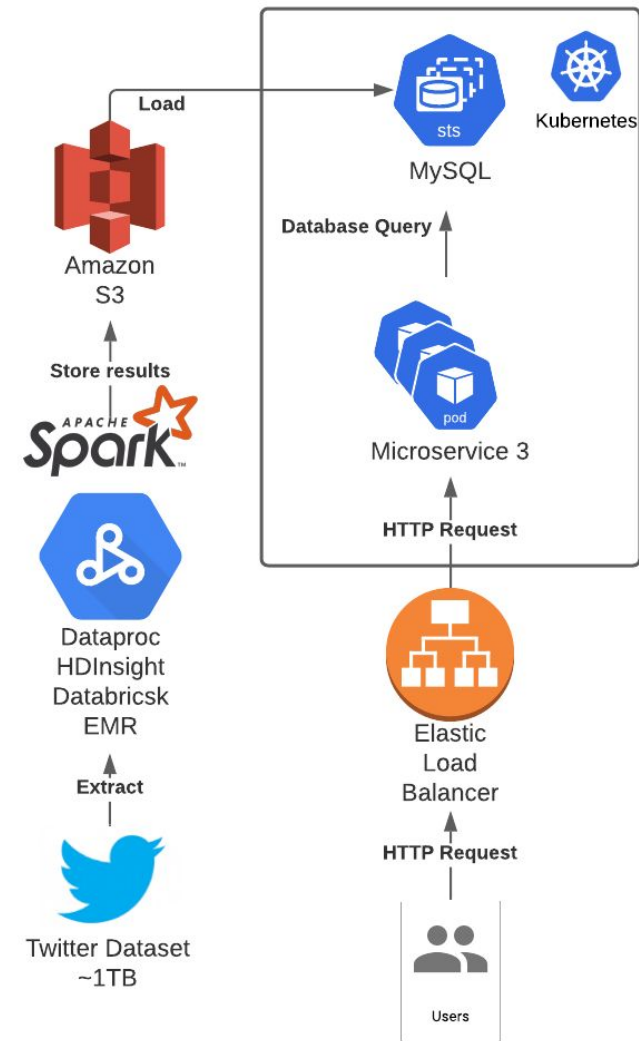 Load
sts
MySQL
Kubernetes
Amazon
S3
Database Query
Store results
APACHE
Spark™
pod
Microservice 3
HTTP Request
Dataproc
HDInsight
Databricsk
EMR
Elastic
Load
Balancer
Extract
HTTP Request
Twitter Dataset
~1TB
Users